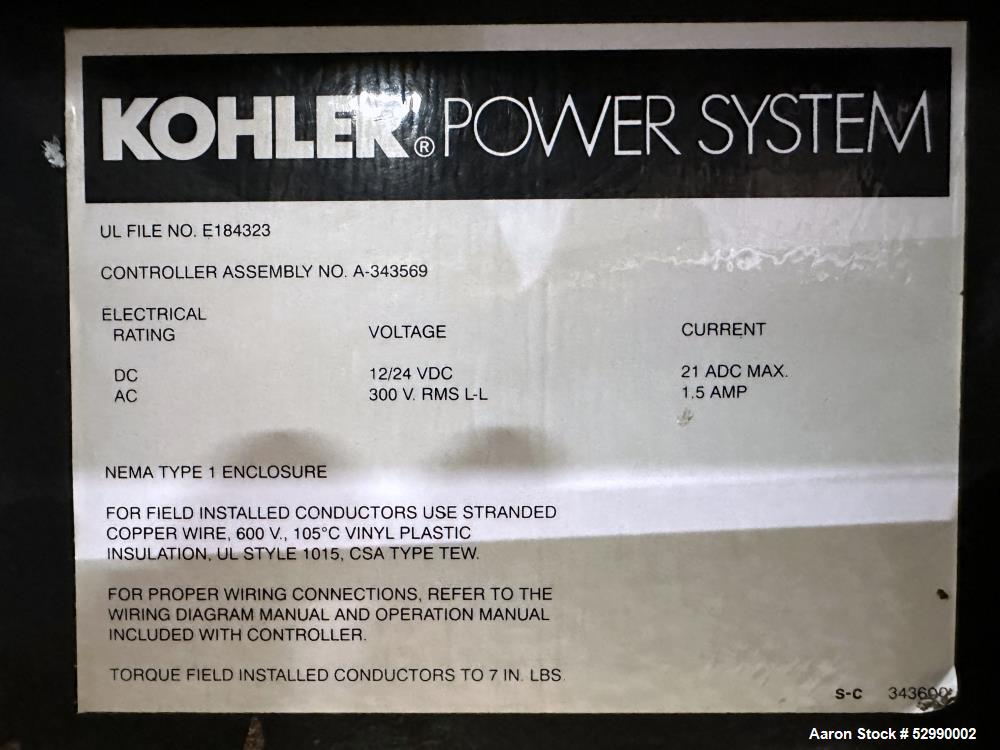 KOHLER® POWER SYSTEM
UL FILE NO. E184323
CONTROLLER ASSEMBLY NO. A-343569
ELECTRICAL
RATING VOLTAGE CURRENT
DC 12/24 VDC 21 ADC MAX.
AC 300 V. RMS L-L 1.5 AMP
NEMA TYPE 1 ENCLOSURE
FOR FIELD INSTALLED CONDUCTORS USE STRANDED
COPPER WIRE, 600 V., 105°C VINYL PLASTIC
INSULATION, UL STYLE 1015, CSA TYPE TEW.
FOR PROPER WIRING CONNECTIONS, REFER TO THE
WIRING DIAGRAM MANUAL AND OPERATION MANUAL
INCLUDED WITH CONTROLLER.
TORQUE FIELD INSTALLED CONDUCTORS TO 7 IN. LBS.
S-C
Aaron Stock # 52990002